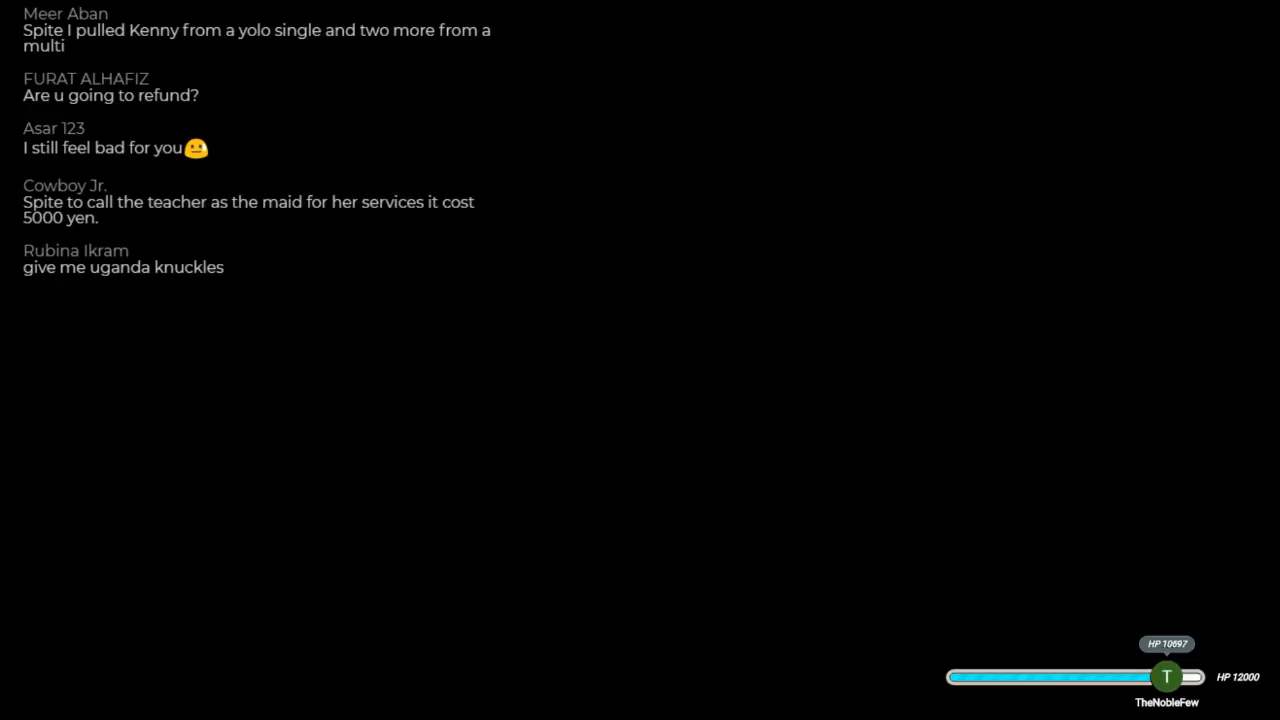 Meer Aban
Spite I pulled Kenny from a yolo single and two more from a
multi
FURAT ALHAFIZ
Are u going to refund?
Asar 123
I still feel bad for you
Cowboy Jr.
Spite to call the teacher as the maid for her services it cost
5000 yen.
Rubina Ikram
give me uganda knuckles
HP 10697
T
HP 12000
TheNobleFew